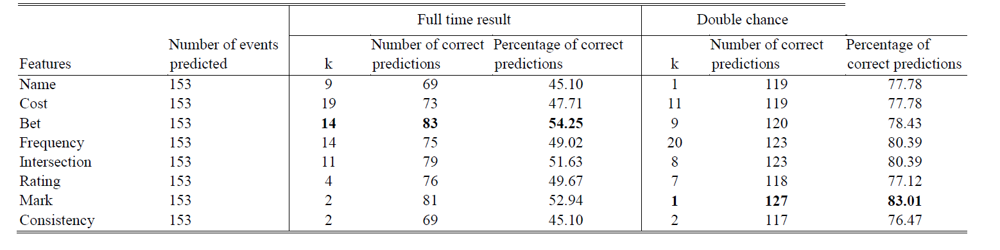 Full time result Double chance
Number of events Number of correct Percentage of correct Number of correct Percentage of
Features predicted k predictions predictions k predictions correct predictions
Name 153 9 69 45.10 1 119 77.78
Cost 153 19 73 47.71 11 119 77.78
Bet 153 14 83 54.25 9 120 78.43
Frequency 153 14 75 49.02 20 123 80.39
Intersection 153 11 79 51.63 8 123 80.39
Rating 153 4 76 49.67 7 118 77.12
Mark 153 2 81 52.94 1 127 83.01
Consistency 153 2 69 45.10 2 117 76.47